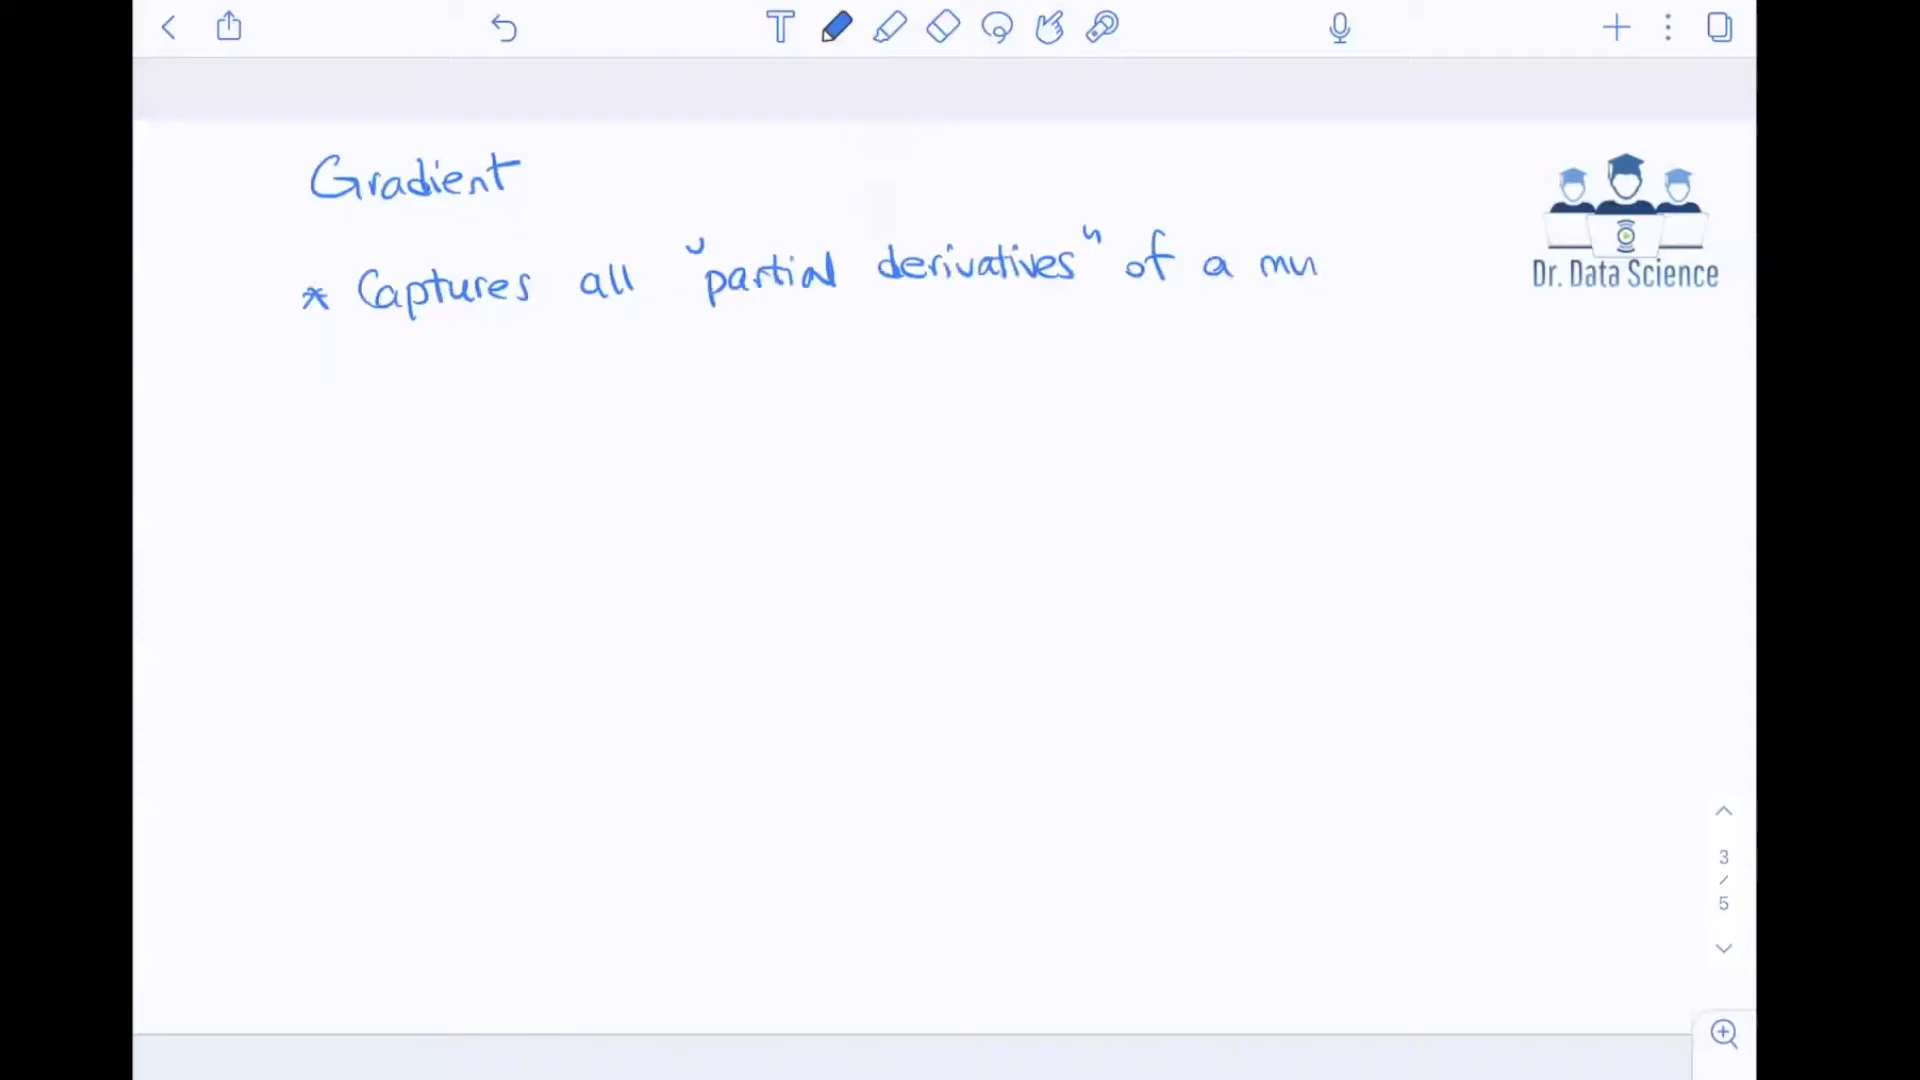 Gradient
* Captures all "partial derivatives" of a mu
Dr. Data Science
3
/
5